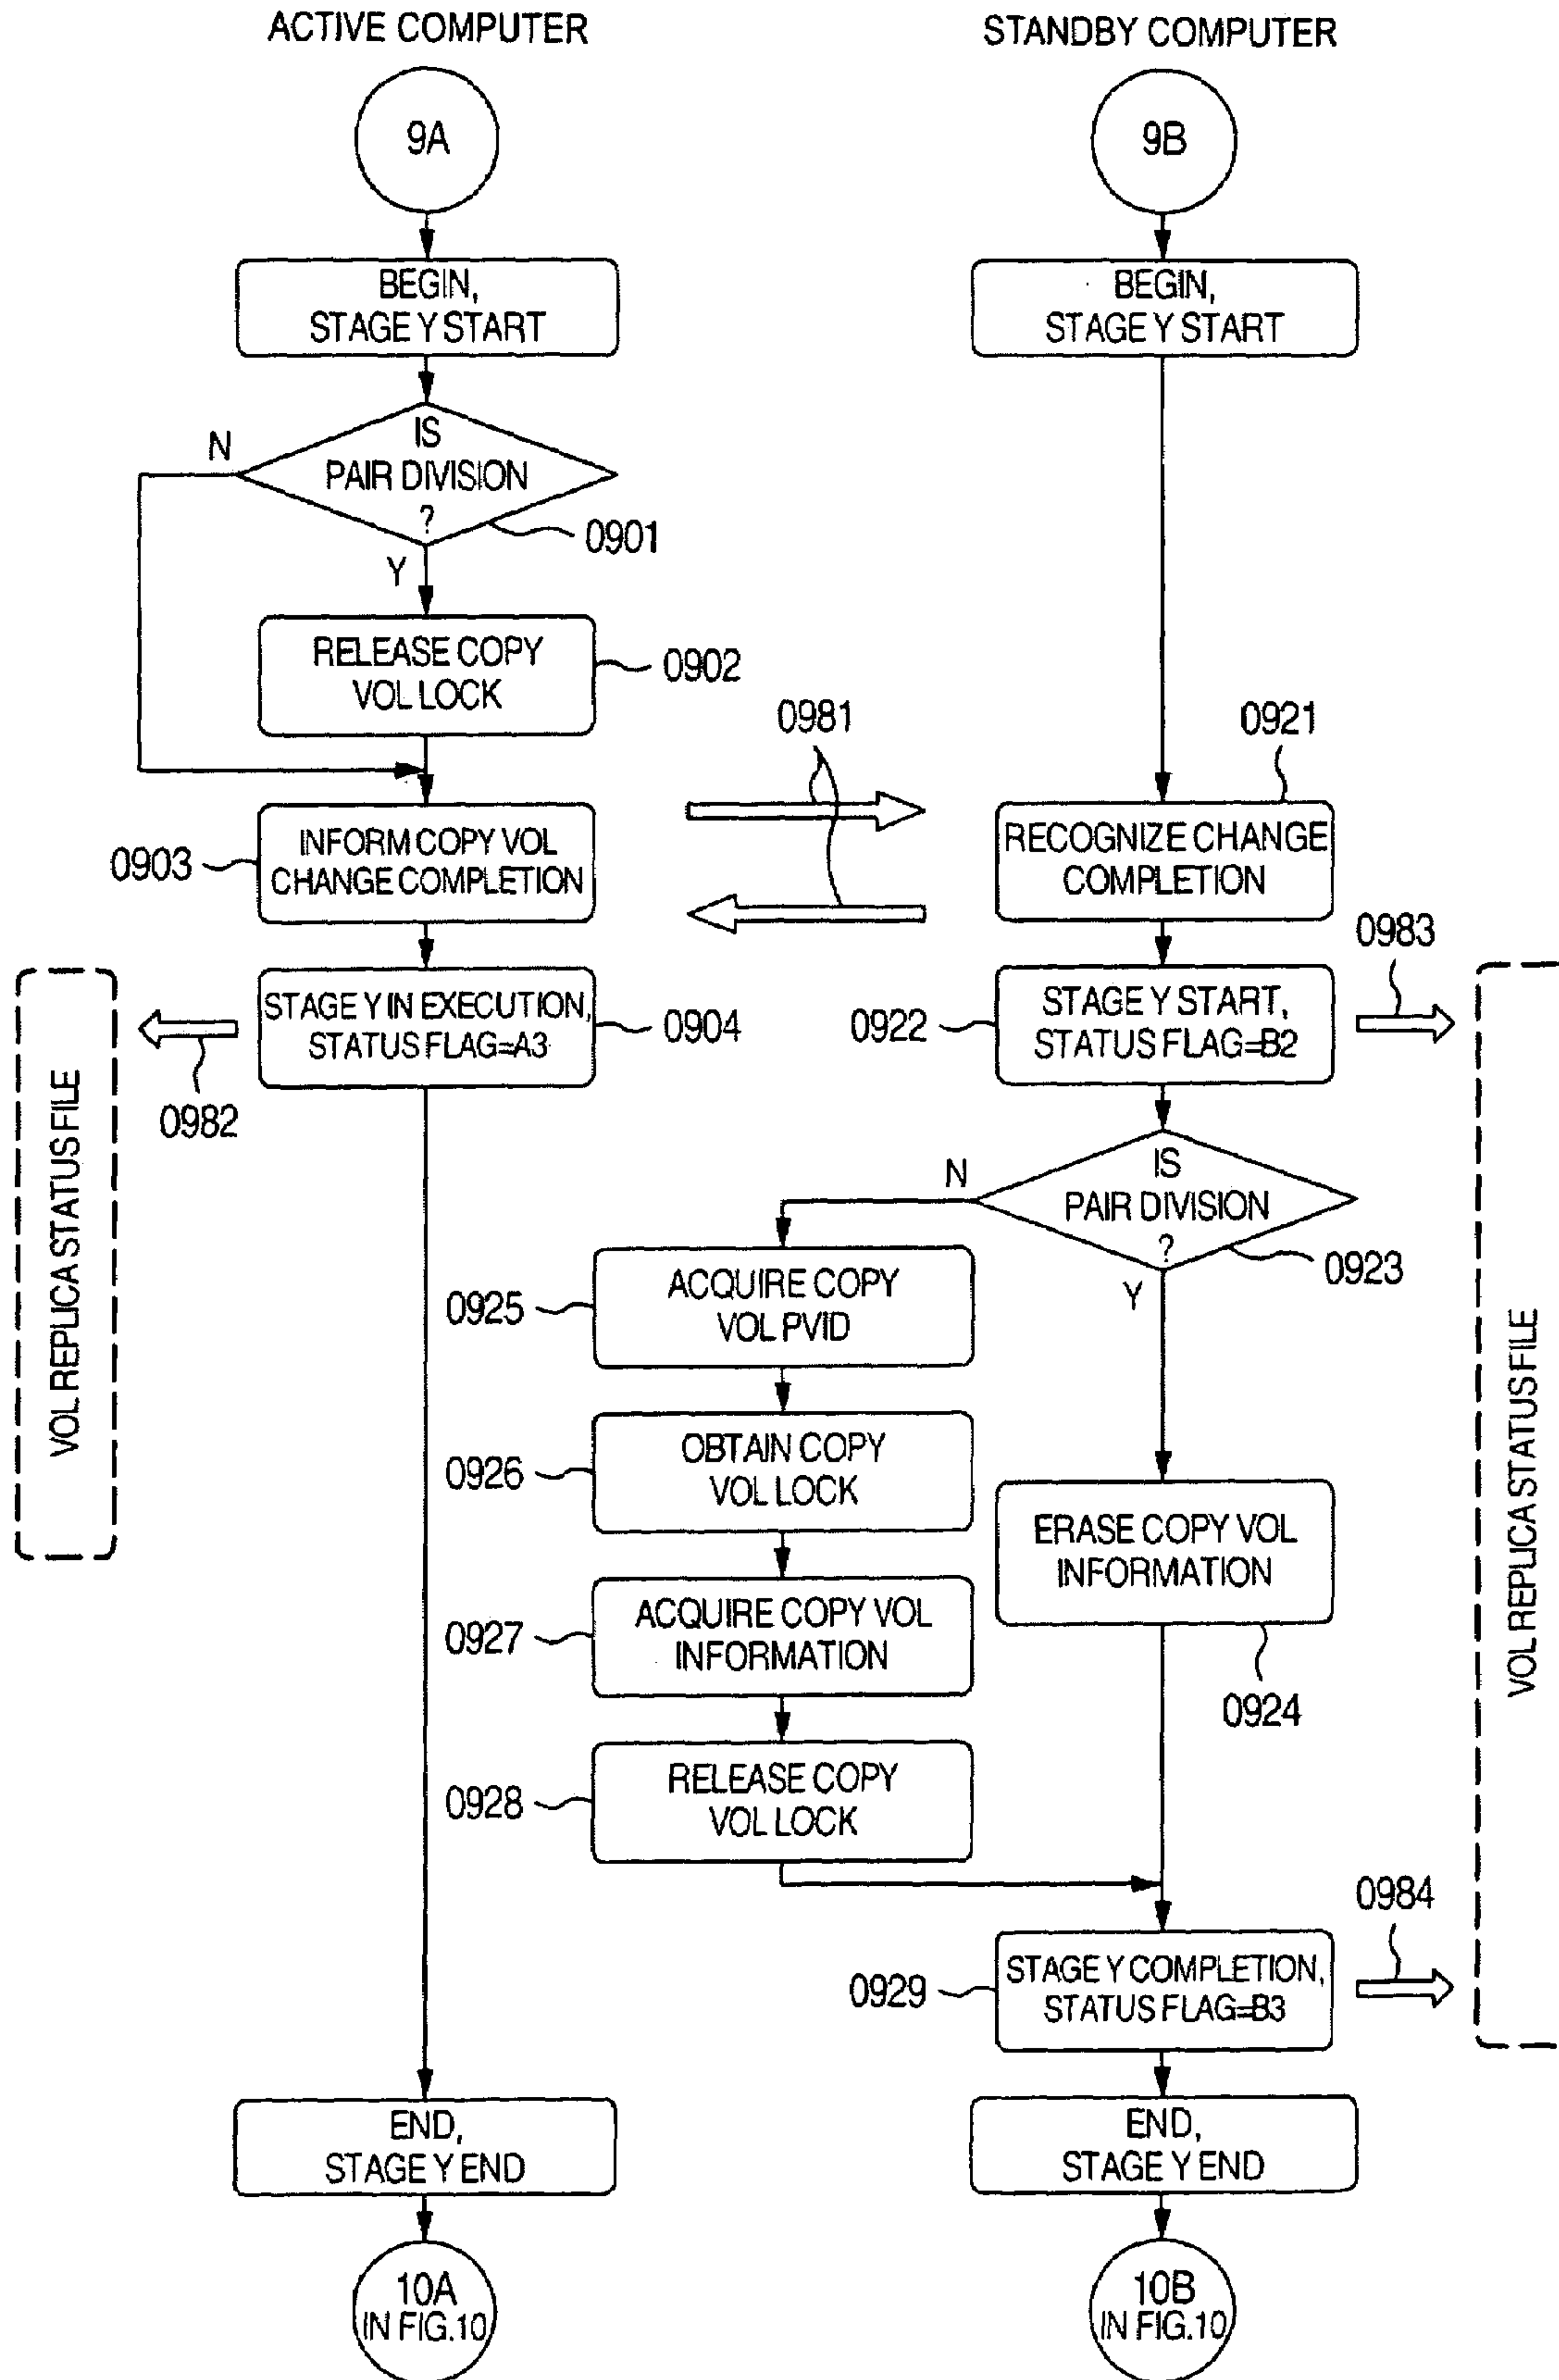 ACTIVE COMPUTER
STANDBY COMPUTER
9A
9B
BEGIN,
STAGE Y START
BEGIN,
STAGE Y START
IS
PAIR DIVISION
?
N
Y
0901
RELEASE COPY
VOL LOCK
0902
0981
0921
INFORM COPY VOL
CHANGE COMPLETION
0903
RECOGNIZE CHANGE
COMPLETION
0983
STAGE Y IN EXECUTION,
STATUS FLAG=A3
0904
0982
VOL REPLICA STATUS FILE
0922
STAGE Y START,
STATUS FLAG=B2
IS
PAIR DIVISION
?
N
Y
0923
0925
ACQUIRE COPY
VOL PVID
0926
OBTAIN COPY
VOL LOCK
ERASE COPY VOL
INFORMATION
0924
VOL REPLICA STATUS FILE
0927
ACQUIRE COPY VOL
INFORMATION
0928
RELEASE COPY
VOL LOCK
0984
0929
STAGE Y COMPLETION,
STATUS FLAG=B3
END,
STAGE Y END
END,
STAGE Y END
10A
IN FIG.10
10B
IN FIG.10